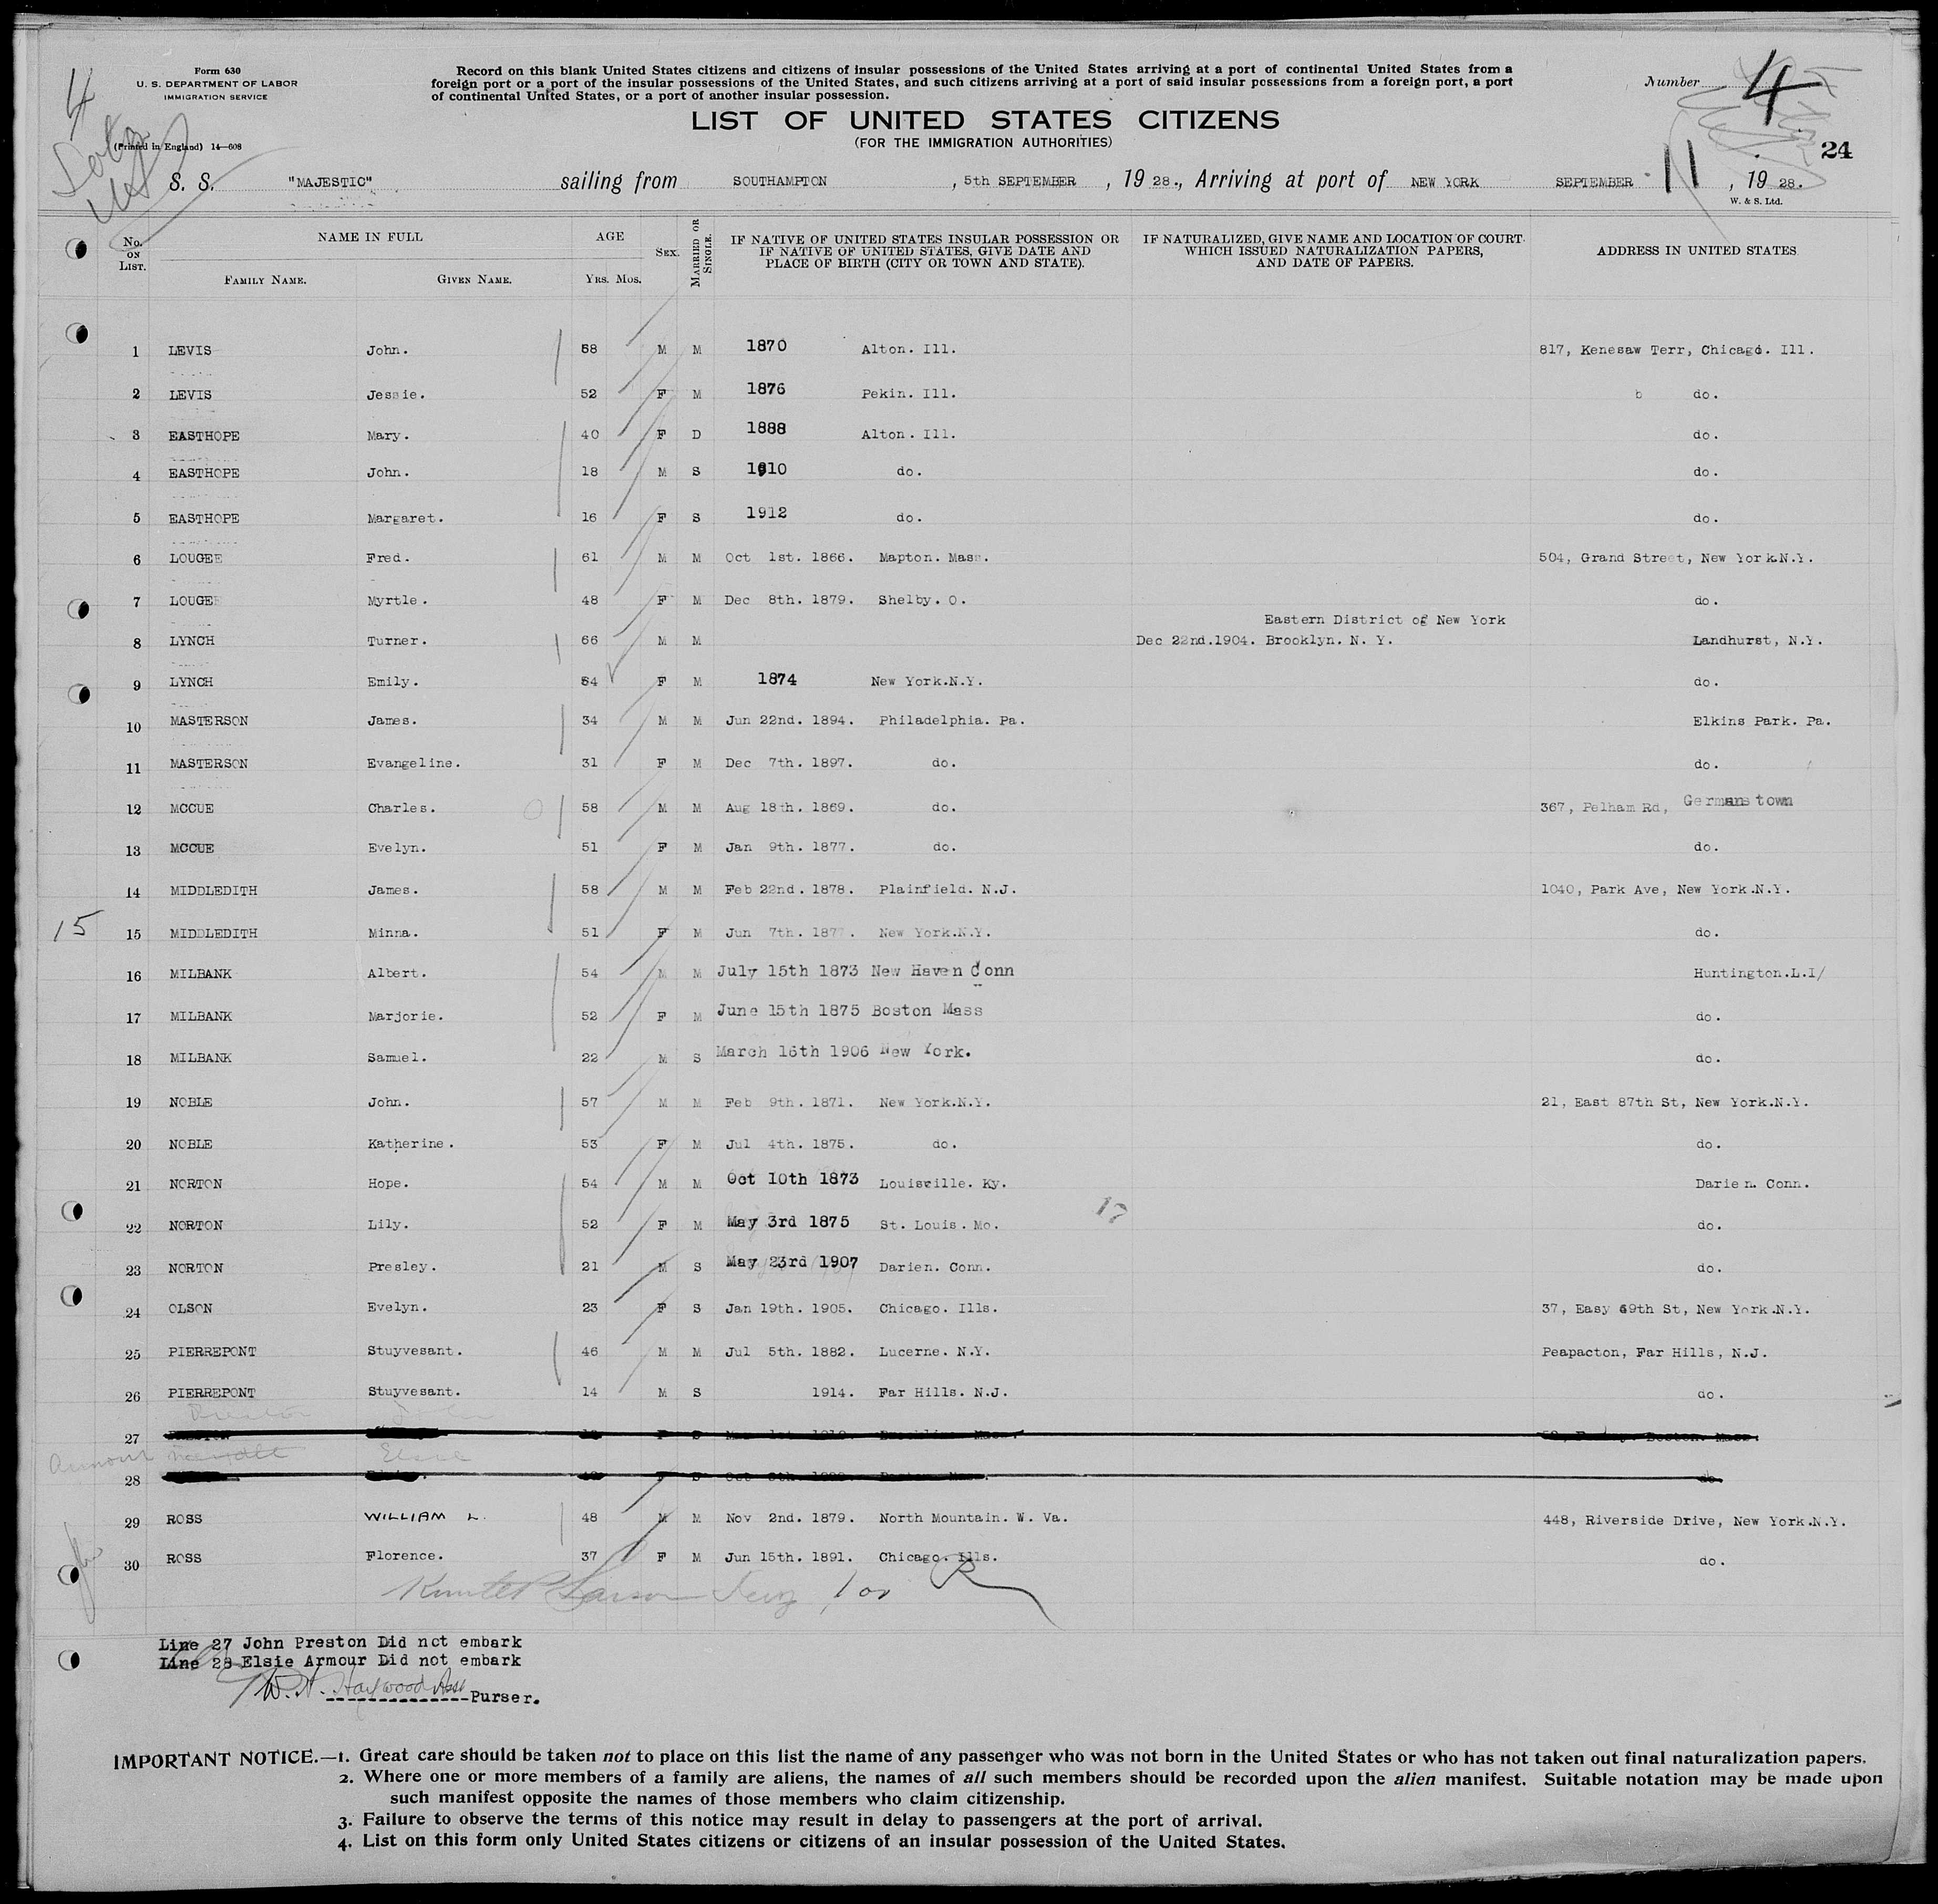 Form 630
U. S. DEPARTMENT OF LABOR
IMMIGRATION SERVICE
(Printed in England) 14—608
4
Record on this blank United States citizens and citizens of insular possessions of the United States arriving at a port of continental United States from a
foreign port or a port of the insular possessions of the United States, and such citizens arriving at a port of said insular possessions from a foreign port, a port
of continental United States, or a port of another insular possession.
Number 4
LIST OF UNITED STATES CITIZENS
(FOR THE IMMIGRATION AUTHORITIES)
24
S. S. "MAJESTIC" sailing from SOUTHAMPTON, 5th SEPTEMBER, 19 28., Arriving at port of NEW YORK SEPTEMBER 11, 19 28.
W. & S. Ltd.
No. ON LIST. NAME IN FULL AGE SEX. MARRIED OR SINGLE. IF NATIVE OF UNITED STATES INSULAR POSSESSION OR IF NATIVE OF UNITED STATES, GIVE DATE AND PLACE OF BIRTH (CITY OR TOWN AND STATE). IF NATURALIZED, GIVE NAME AND LOCATION OF COURT WHICH ISSUED NATURALIZATION PAPERS, AND DATE OF PAPERS. ADDRESS IN UNITED STATES
FAMILY NAME. GIVEN NAME. YRS. MOS.
1 LEVIS John. 58 M M 1870 Alton. Ill. 817, Kenesaw Terr, Chicago. Ill.
2 LEVIS Jessie. 52 F M 1876 Pekin. Ill. b do.
3 EASTHOPE Mary. 40 F D 1888 Alton. Ill. do.
4 EASTHOPE John. 18 M S 1910 do. do.
5 EASTHOPE Margaret. 16 F S 1912 do. do.
6 LOUGEE Fred. 61 M M Oct 1st. 1866. Mapton. Mass. 504, Grand Street, New York.N.Y.
7 LOUGEE Myrtle. 48 F M Dec 8th. 1879. Shelby. O. do.
Eastern District of New York
8 LYNCH Turner. 66 M M Dec 22nd.1904. Brooklyn. N. Y. Landhurst, N.Y.
9 LYNCH Emily. 54 F M 1874 New York.N.Y. do.
10 MASTERSON James. 34 M M Jun 22nd. 1894. Philadelphia. Pa. Elkins Park. Pa.
11 MASTERSON Evangeline. 31 F M Dec 7th. 1897. do. do.
12 MCCUE Charles. 58 M M Aug 18th. 1869. do. 367, Pelham Rd, Germanstown
13 MCCUE Evelyn. 51 F M Jan 9th. 1877. do. do.
14 MIDDLEDITH James. 58 M M Feb 22nd. 1878. Plainfield. N.J. 1040, Park Ave, New York.N.Y.
15
15 MIDDLEDITH Minna. 51 F M Jun 7th. 1877. New York.N.Y. do.
16 MILBANK Albert. 54 M M July 15th 1873 New Haven Conn Huntington.L.I/
17 MILBANK Marjorie. 52 F M June 15th 1875 Boston Mass do.
18 MILBANK Samuel. 22 M S March 16th 1906 New York. do.
19 NOBLE John. 57 M M Feb 9th. 1871. New York.N.Y. 21, East 87th St, New York.N.Y.
20 NOBLE Katherine. 53 F M Jul 4th. 1875. do. do.
21 NORTON Hope. 54 M M Oct 10th 1873 Louisville. Ky. Darien. Conn.
22 NORTON Lily. 52 F M May 3rd 1875 St. Louis. Mo. do.
23 NORTON Presley. 21 M S May 23rd 1907 Darien. Conn. do.
24 OLSON Evelyn. 23 F S Jan 19th. 1905. Chicago. Ills. 37, Easy 69th St, New York.N.Y.
25 PIERREPONT Stuyvesant. 46 M M Jul 5th. 1882. Lucerne. N.Y. Peapacton, Far Hills, N.J.
26 PIERREPONT Stuyvesant. 14 M S 1914. Far Hills. N.J. do.
Preston John
27
Armour Elsie
28
29 ROSS WILLIAM L. 48 M M Nov 2nd. 1879. North Mountain. W. Va. 448, Riverside Drive, New York.N.Y.
30 ROSS Florence. 37 F M Jun 15th. 1891. Chicago. Ills. do.
Line 27 John Preston Did not embark
Line 28 Elsie Armour Did not embark
Purser.
IMPORTANT NOTICE.—1. Great care should be taken not to place on this list the name of any passenger who was not born in the United States or who has not taken out final naturalization papers.
2. Where one or more members of a family are aliens, the names of all such members should be recorded upon the alien manifest. Suitable notation may be made upon
such manifest opposite the names of those members who claim citizenship.
3. Failure to observe the terms of this notice may result in delay to passengers at the port of arrival.
4. List on this form only United States citizens or citizens of an insular possession of the United States.